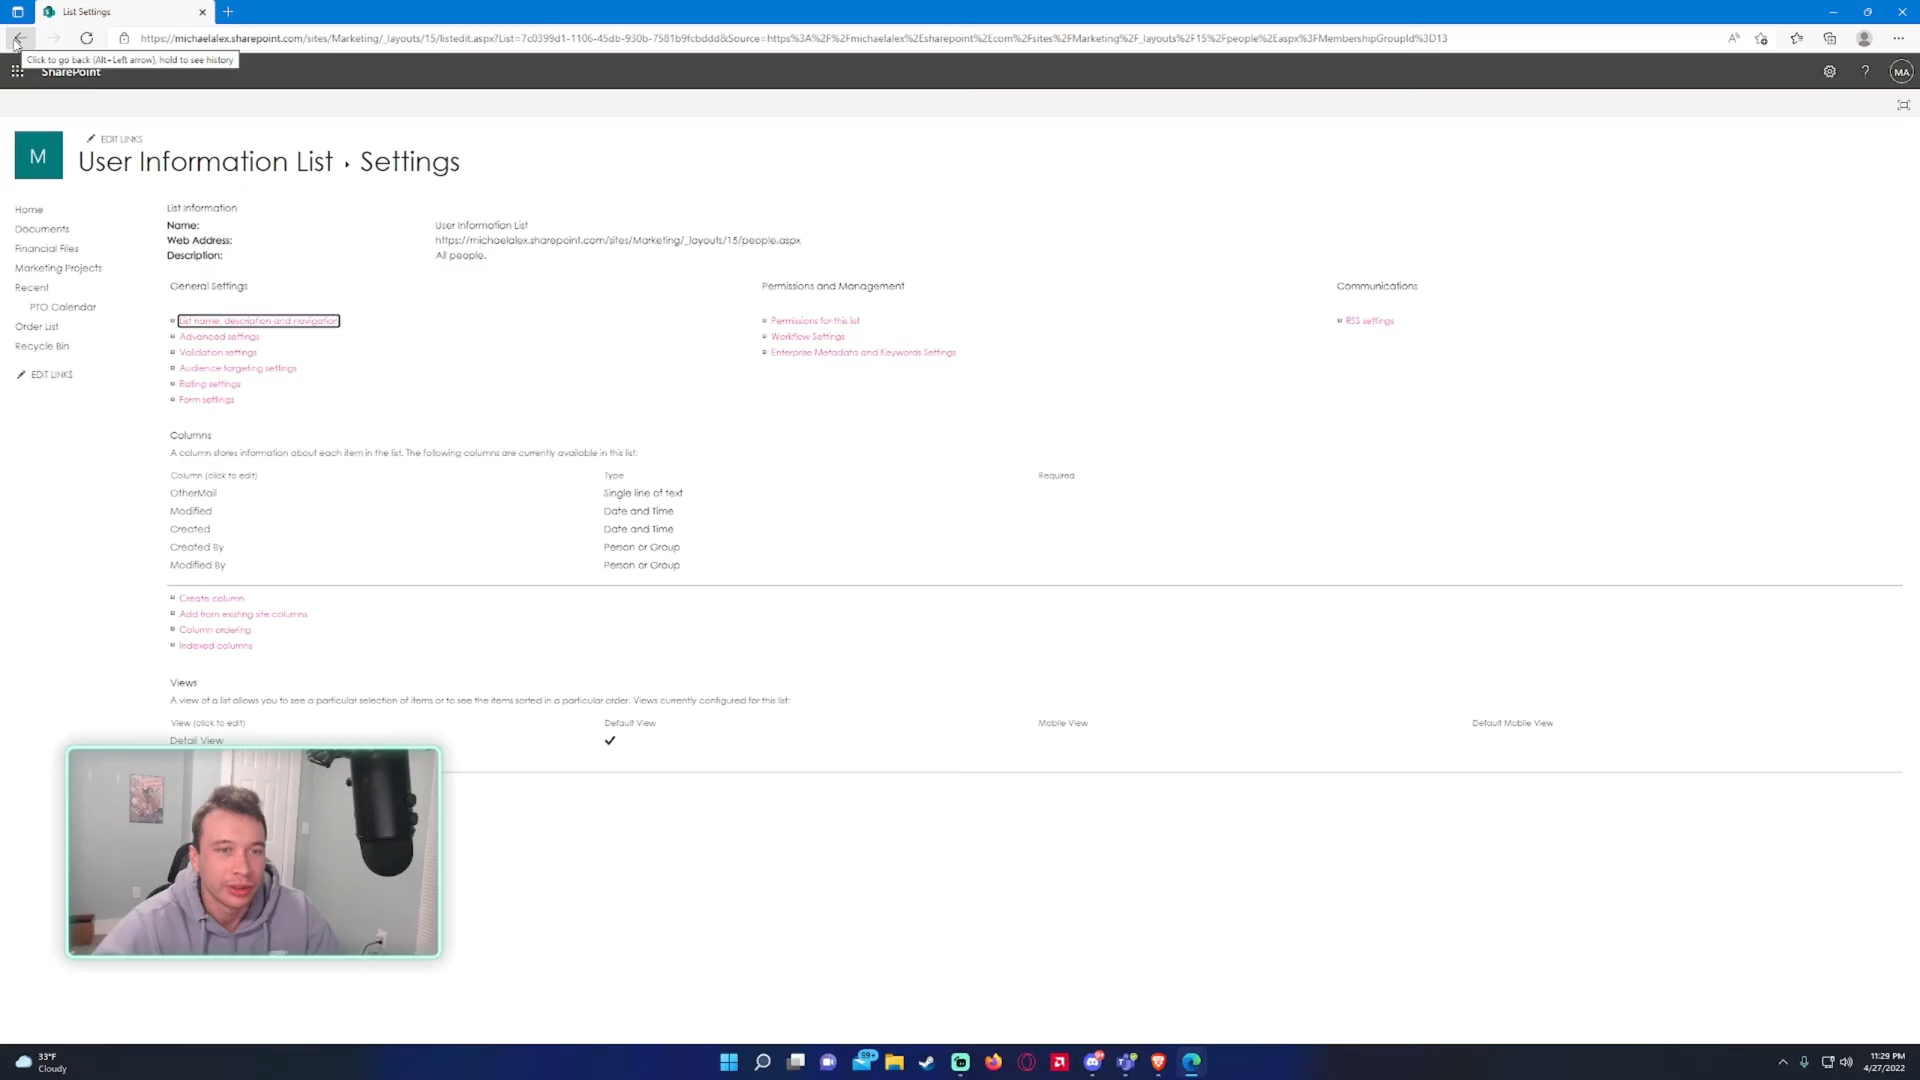 List Settings
https://michaelalex.sharepoint.com/sites/Marketing/_layouts/15/listedit.aspx?List=7c0399d1-1106-45db-930b-7581b9fcbddd&Source=https%3A%2F%2Fmichaelalex%2Esharepoint%2Ecom%2Fsites%2FMarketing%2F_layouts%2F15%2Fpeople%2Easpx%3FMembershipGroupId%3D13
Click to go back (Alt+Left arrow), hold to see history
SharePoint
?
MA
M
EDIT LINKS
User Information List ▸ Settings
Home
Documents
Financial Files
Marketing Projects
Recent
PTO Calendar
Order List
Recycle Bin
EDIT LINKS
List Information
Name: User Information List
Web Address: https://michaelalex.sharepoint.com/sites/Marketing/_layouts/15/people.aspx
Description: All people.
General Settings Permissions and Management Communications
List name, description and navigation Permissions for this list RSS settings
Advanced settings Workflow Settings
Validation settings Enterprise Metadata and Keywords Settings
Audience targeting settings
Rating settings
Form settings
Columns
A column stores information about each item in the list. The following columns are currently available in this list:
Column (click to edit) Type Required
OtherMail Single line of text
Modified Date and Time
Created Date and Time
Created By Person or Group
Modified By Person or Group
Create column
Add from existing site columns
Column ordering
Indexed columns
Views
A view of a list allows you to see a particular selection of items or to see the items sorted in a particular order. Views currently configured for this list:
View (click to edit) Default View Mobile View Default Mobile View
Detail View
33°F
Cloudy
99+
11:29 PM
4/27/2022